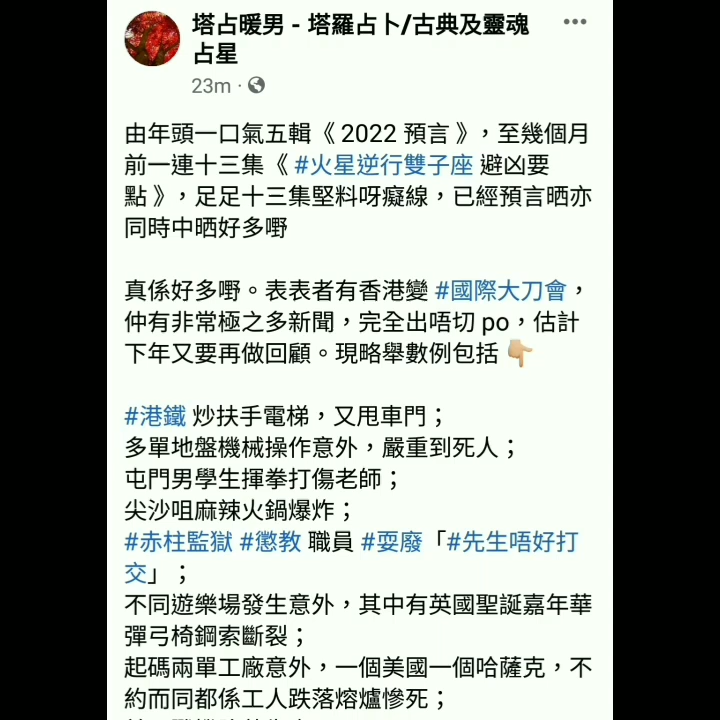 塔占暖男 - 塔羅占卜/古典及靈魂
占星
23m ·
由年頭一口氣五輯《 2022 預言 》，至幾個月
前一連十三集《 #火星逆行雙子座 避凶要
點 》，足足十三集堅料呀癡線，已經預言晒亦
同時中晒好多嘢
真係好多嘢。表表者有香港變 #國際大刀會，
仲有非常極之多新聞，完全出唔切 po，估計
下年又要再做回顧。現略舉數例包括 👇🏼
#港鐵 炒扶手電梯，又甩車門；
多單地盤機械操作意外，嚴重到死人；
屯門男學生揮拳打傷老師；
尖沙咀麻辣火鍋爆炸；
#赤柱監獄 #懲教 職員 #耍廢「#先生唔好打
交」；
不同遊樂場發生意外，其中有英國聖誕嘉年華
彈弓椅鋼索斷裂；
起碼兩單工廠意外，一個美國一個哈薩克，不
約而同都係工人跌落熔爐慘死；